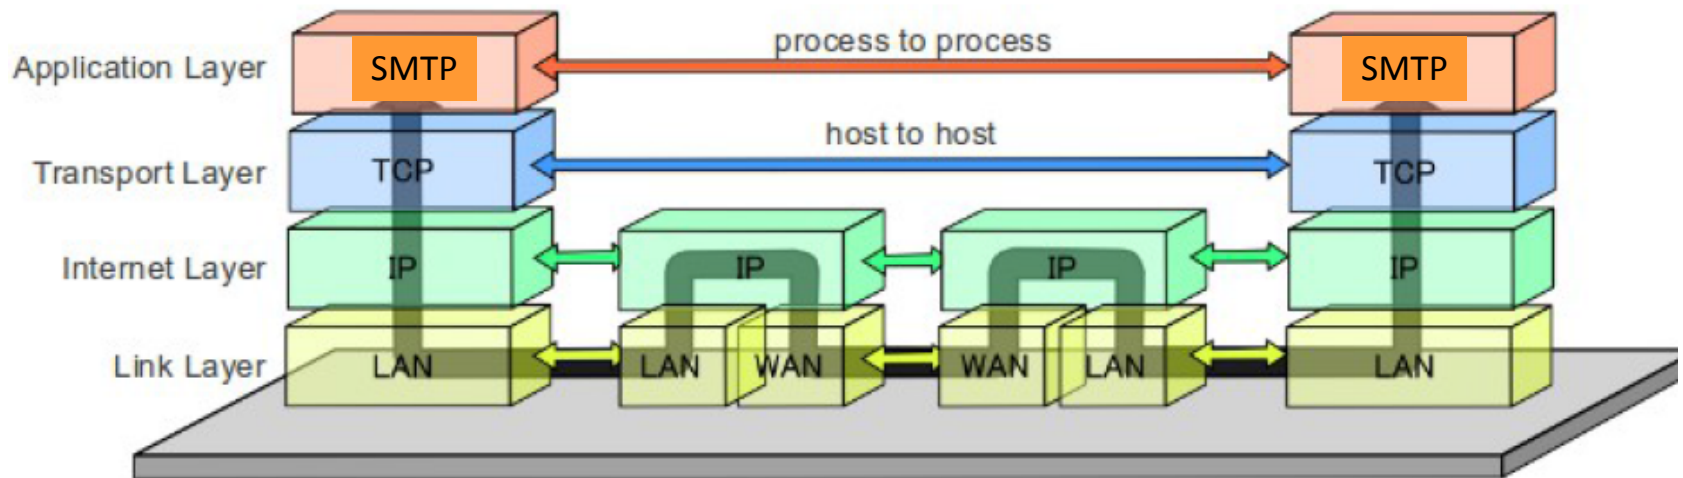 process to process
Application Layer SMTP SMTP
host to host
Transport Layer TCP TCP
Internet Layer IP IP IP IP
Link Layer LAN LAN WAN WAN LAN LAN